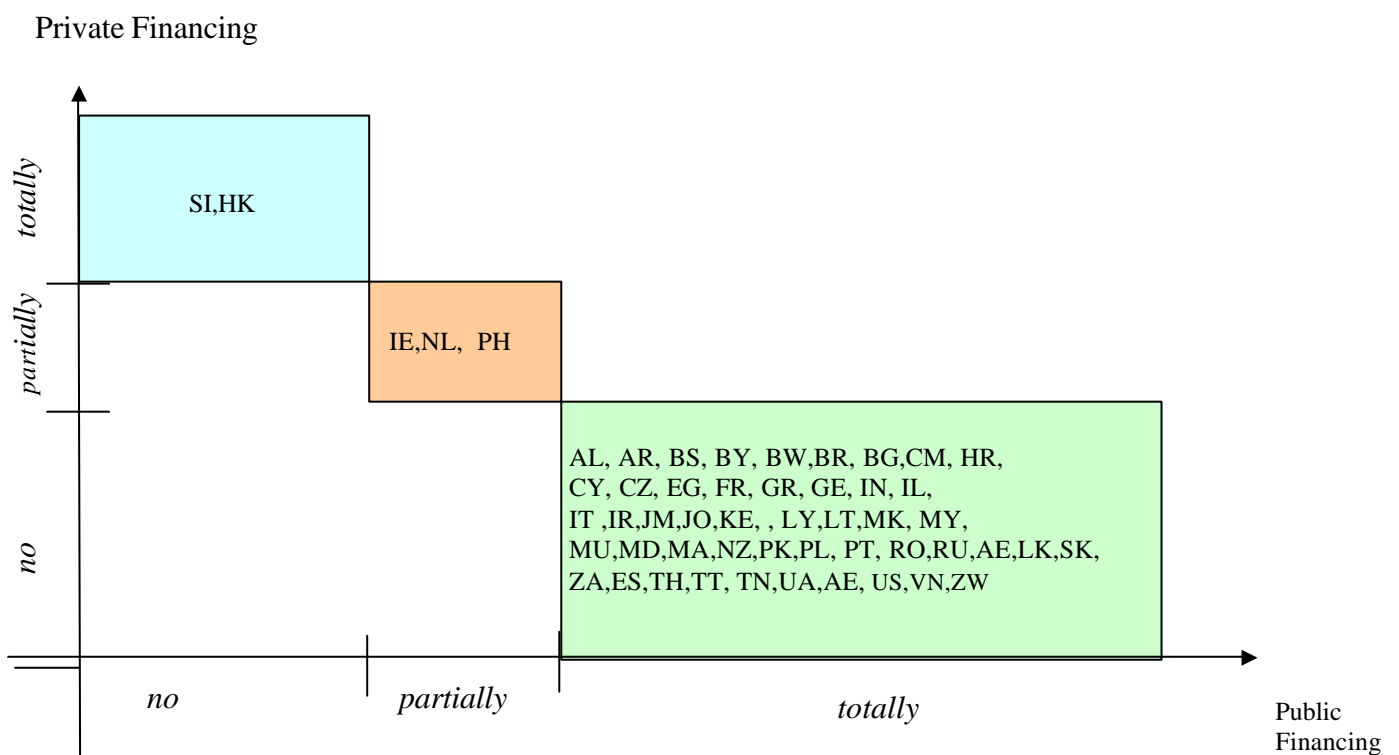 Private Financing
totally
SI,HK
partially
IE,NL, PH
no
AL, AR, BS, BY, BW,BR, BG,CM, HR,
CY, CZ, EG, FR, GR, GE, IN, IL,
IT ,IR,JM,JO,KE, , LY,LT,MK, MY,
MU,MD,MA,NZ,PK,PL, PT, RO,RU,AE,LK,SK,
ZA,ES,TH,TT, TN,UA,AE, US,VN,ZW
no
partially
totally
Public
Financing